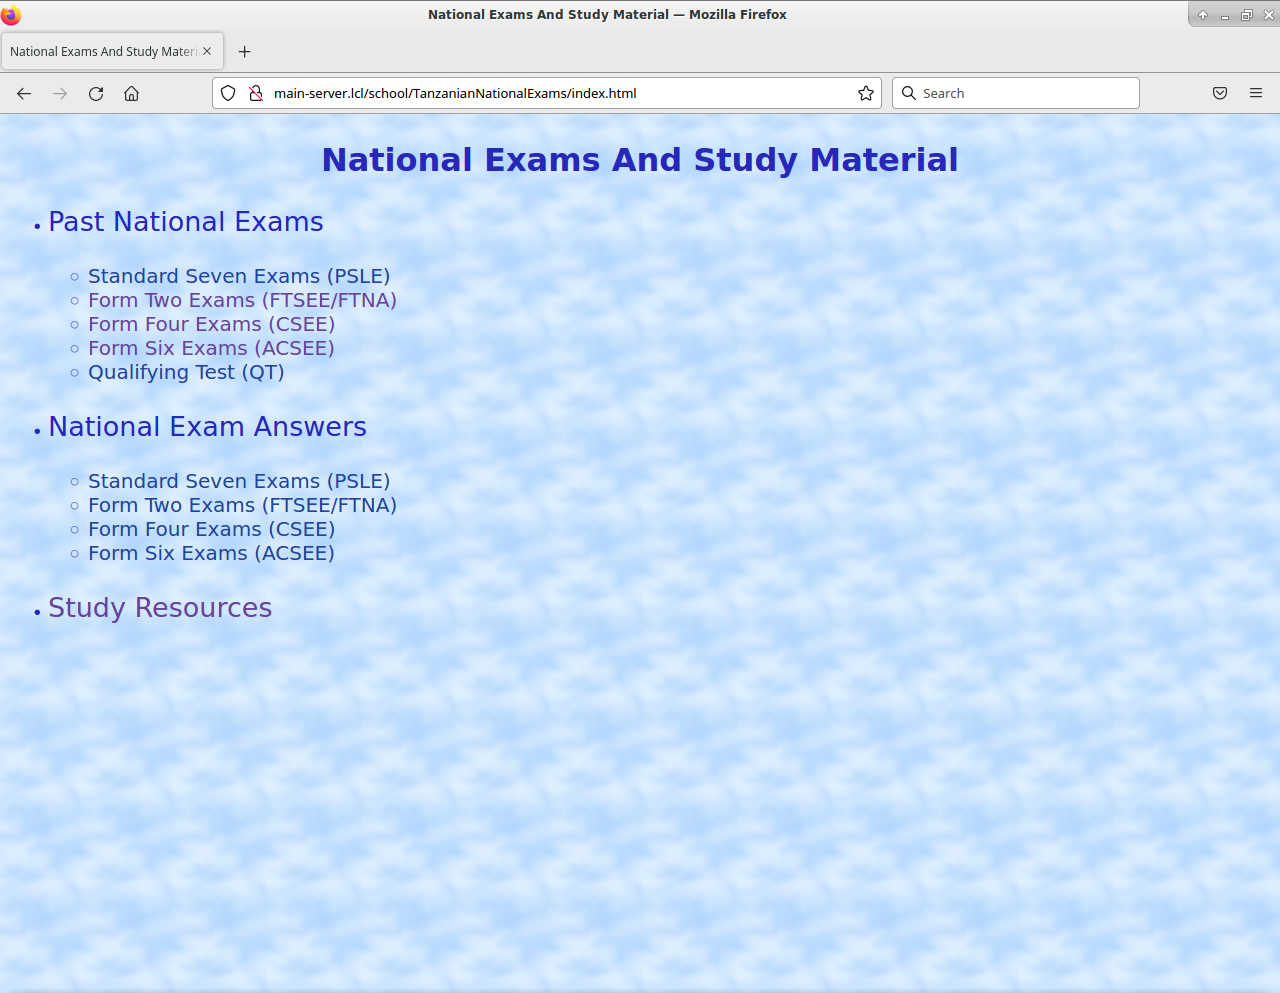 National Exams And Study Material — Mozilla Firefox
National Exams And Study Materi
main-server.lcl/school/TanzanianNationalExams/index.html
Search
National Exams And Study Material
Past National Exams
Standard Seven Exams (PSLE)
Form Two Exams (FTSEE/FTNA)
Form Four Exams (CSEE)
Form Six Exams (ACSEE)
Qualifying Test (QT)
National Exam Answers
Standard Seven Exams (PSLE)
Form Two Exams (FTSEE/FTNA)
Form Four Exams (CSEE)
Form Six Exams (ACSEE)
Study Resources